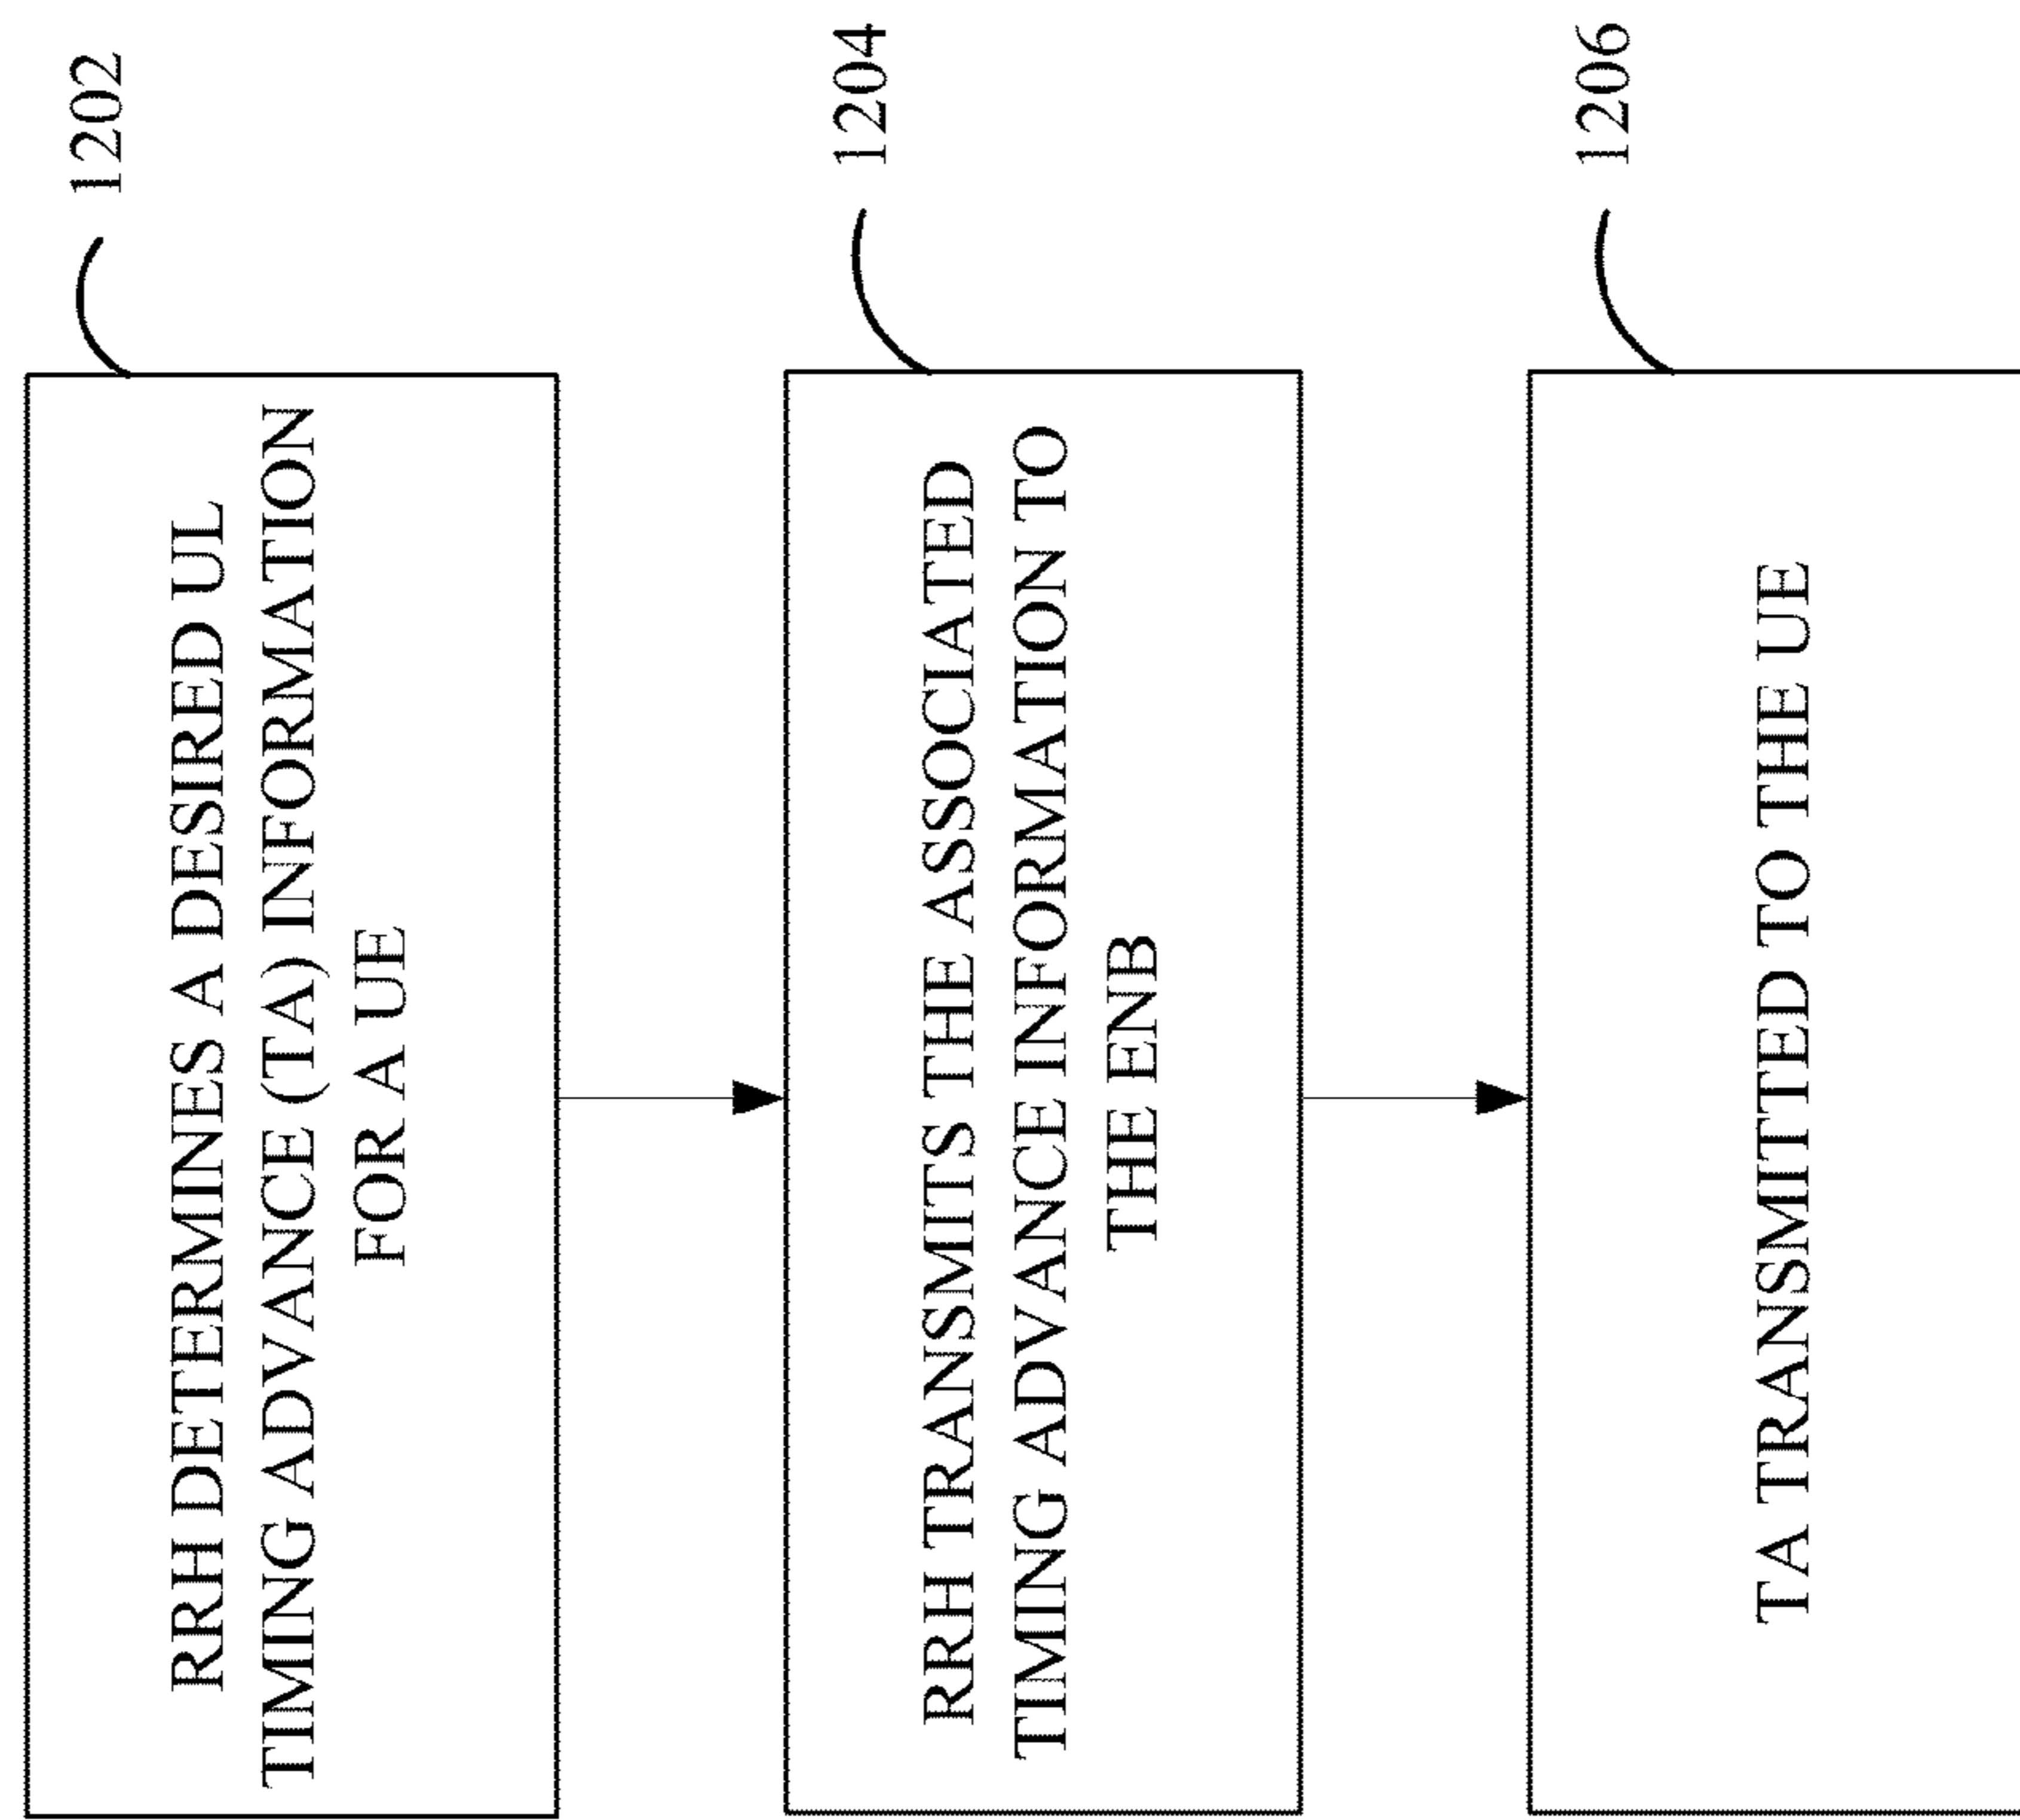 1202
RRH DETERMINES A DESIRED UL
TIMING ADVANCE (TA) INFORMATION
FOR A UE
1204
RRH TRANSMITS THE ASSOCIATED
TIMING ADVANCE INFORMATION TO
THE ENB
1206
TA TRANSMITTED TO THE UE